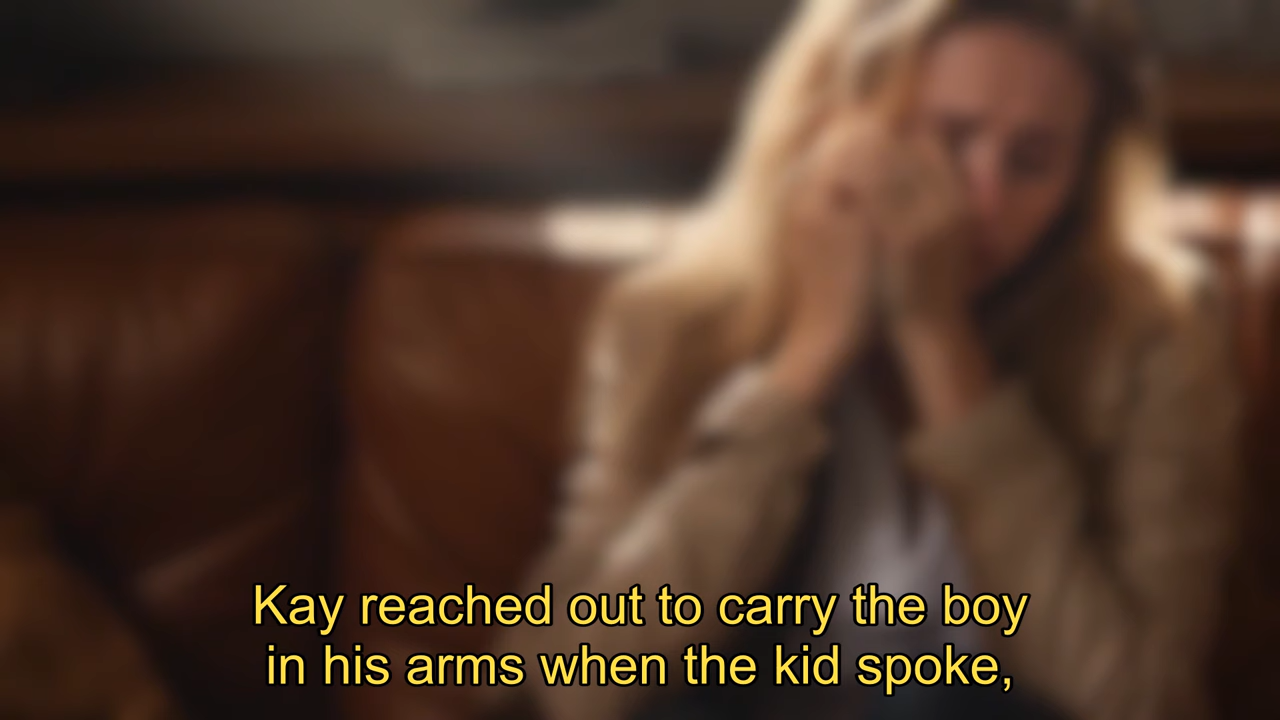 Kay reached out to carry the boy
in his arms when the kid spoke,